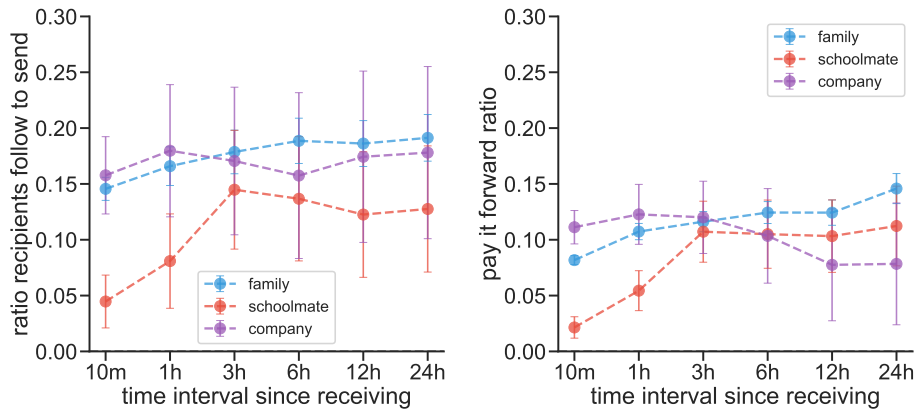 ratio recipients follow to send
0.30
0.25
0.20
0.15
0.10
0.05
0.00
family
schoolmate
company
10m 1h 3h 6h 12h 24h
time interval since receiving
pay it forward ratio
0.30
0.25
0.20
0.15
0.10
0.05
0.00
family
schoolmate
company
10m 1h 3h 6h 12h 24h
time interval since receiving